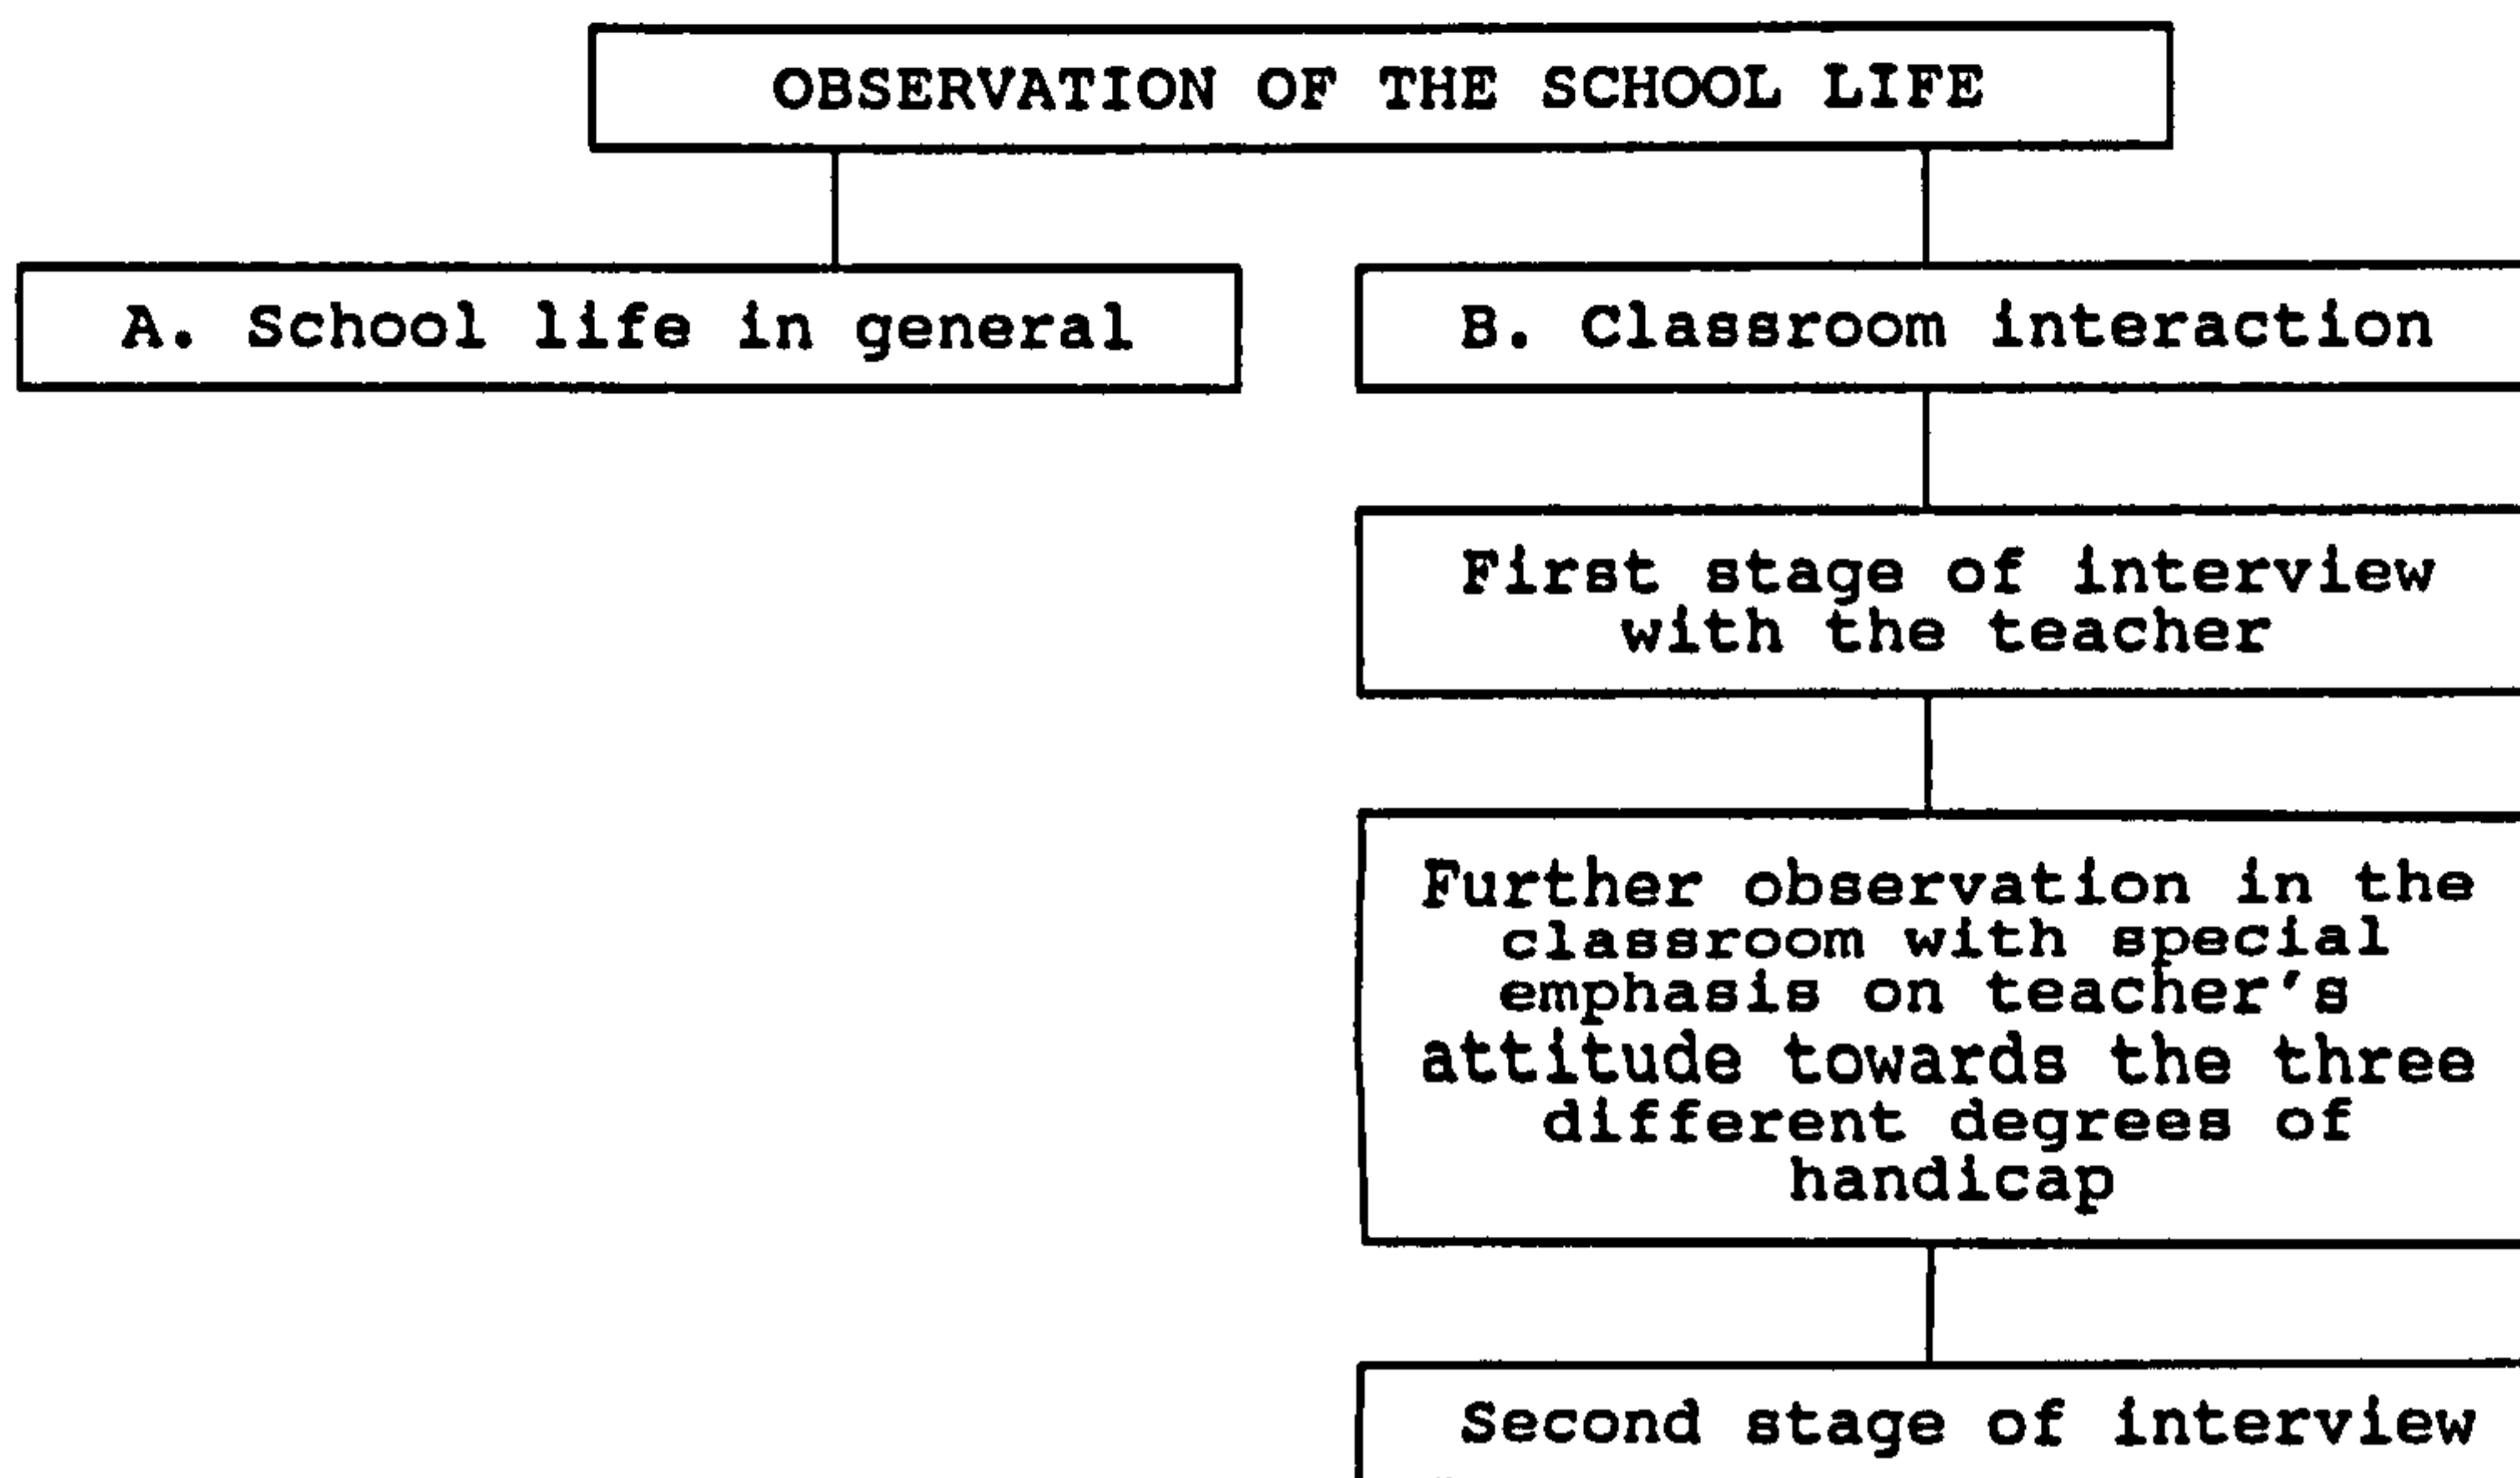 OBSERVATION OF THE SCHOOL LIFE
A. School life in general
B. Classroom interaction
First stage of interview
with the teacher
Further observation in the
classroom with special
emphasis on teacher's
attitude towards the three
different degrees of
handicap
Second stage of interview